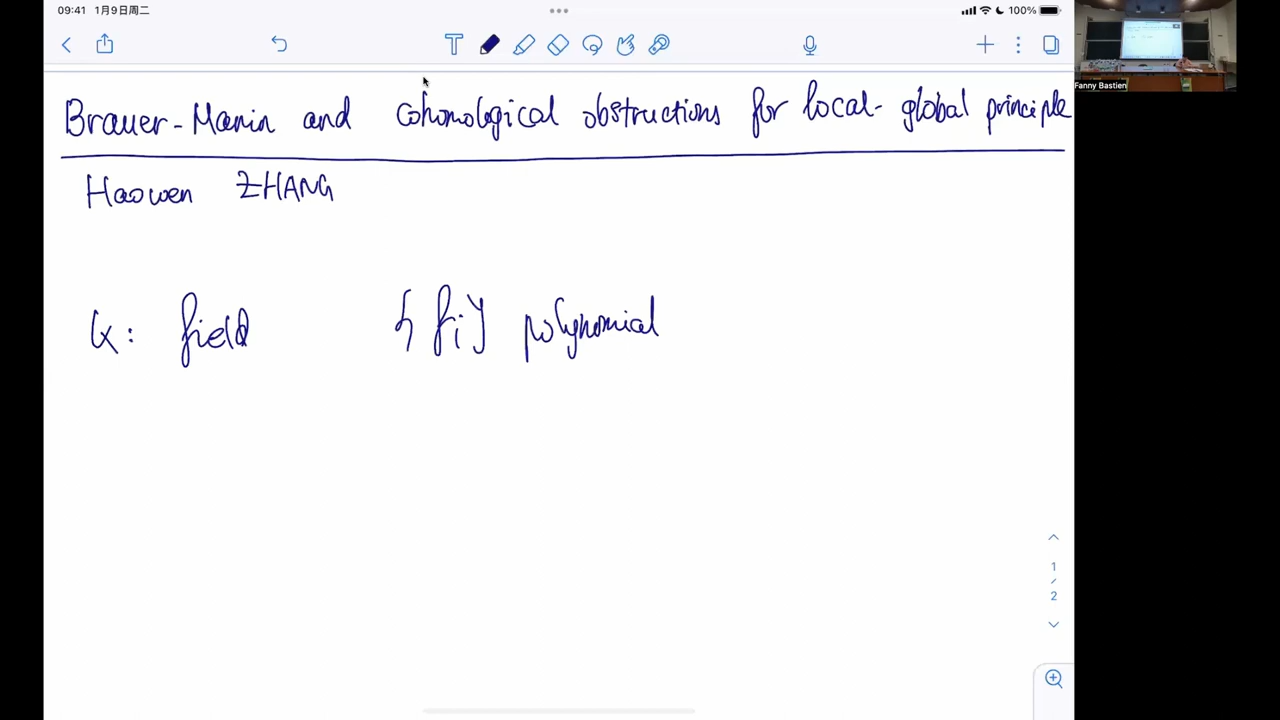 09:41 1月9日周二
100%
Brauer-Manin and cohomological obstructions for local-global principle
Haowen ZHANG
K: field {fi} polynomial
1
/
2
Fanny Bastien